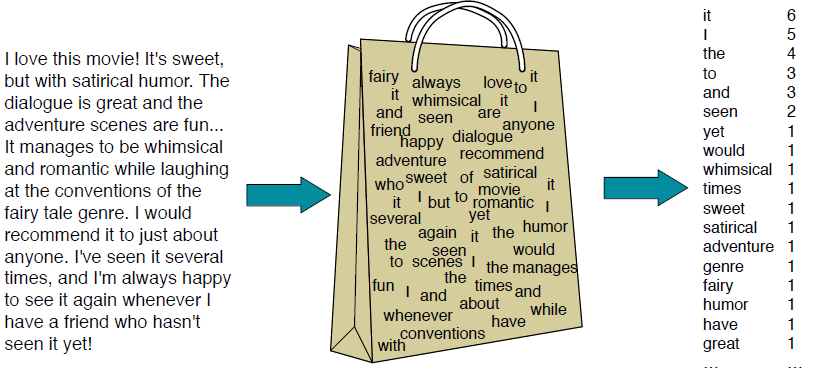 I love this movie! It's sweet,
but with satirical humor. The
dialogue is great and the
adventure scenes are fun...
It manages to be whimsical
and romantic while laughing
at the conventions of the
fairy tale genre. I would
recommend it to just about
anyone. I've seen it several
times, and I'm always happy
to see it again whenever I
have a friend who hasn't
seen it yet!
fairy always love to it
it whimsical it I
and seen are anyone
friend happy dialogue
adventure recommend
who sweet of satirical movie it
it I but to romantic I
several yet
again it the humor
the seen would
to scenes I the manages
the
fun I and times and
about while
whenever have
conventions
with
it 6
I 5
the 4
to 3
and 3
seen 2
yet 1
would 1
whimsical 1
times 1
sweet 1
satirical 1
adventure 1
genre 1
fairy 1
humor 1
have 1
great 1
... ...